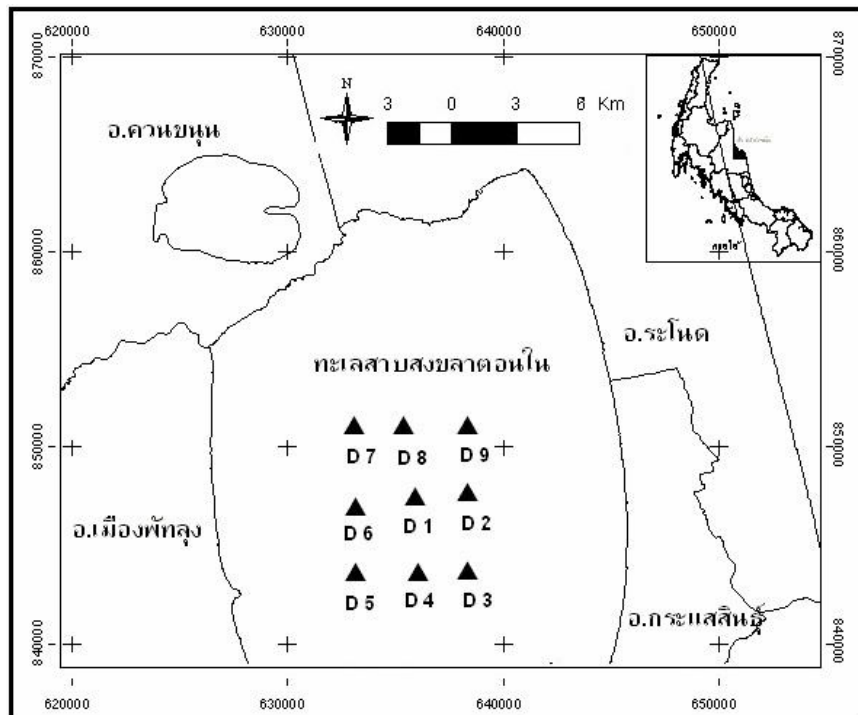 620000 630000 640000 650000
870000 870000
N
3 0 3 6 Km
อ.ควนขนุน
860000 860000
อ.ระโนด
ทะเลสาบสงขลาตอนใน
850000 850000
D 7 D 8 D 9
D 6 D 1 D 2
อ.เมืองพัทลุง
D 5 D 4 D 3
อ.กระแสสินธุ์
840000 840000
620000 630000 640000 650000